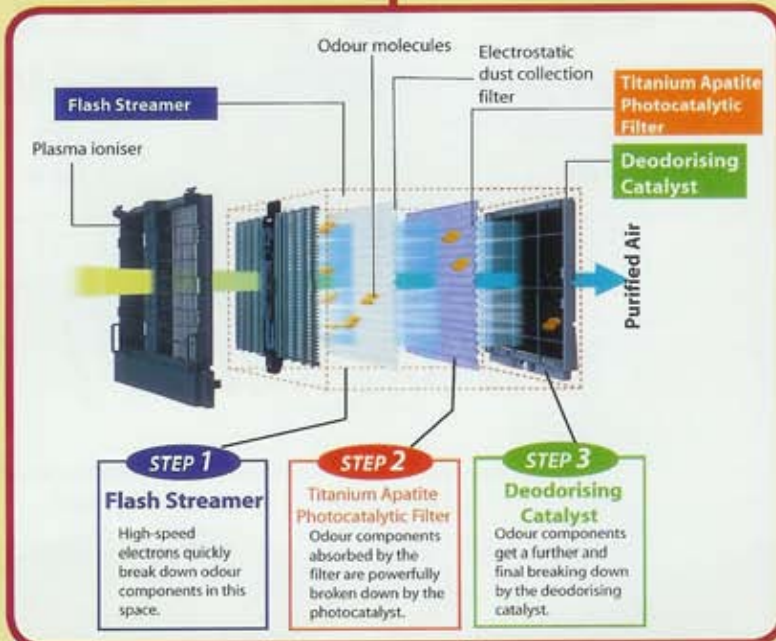 Odour molecules
Electrostatic
dust collection
filter
Flash Streamer
Titanium Apatite
Photocatalytic
Filter
Plasma ioniser
Deodorising
Catalyst
Purified Air
STEP 1
Flash Streamer
High-speed
electrons quickly
break down odour
components in this
space.
STEP 2
Titanium Apatite
Photocatalytic Filter
Odour components
absorbed by the
filter are powerfully
broken down by the
photocatalyst.
STEP 3
Deodorising
Catalyst
Odour components
get a further and
final breaking down
by the deodorising
catalyst.